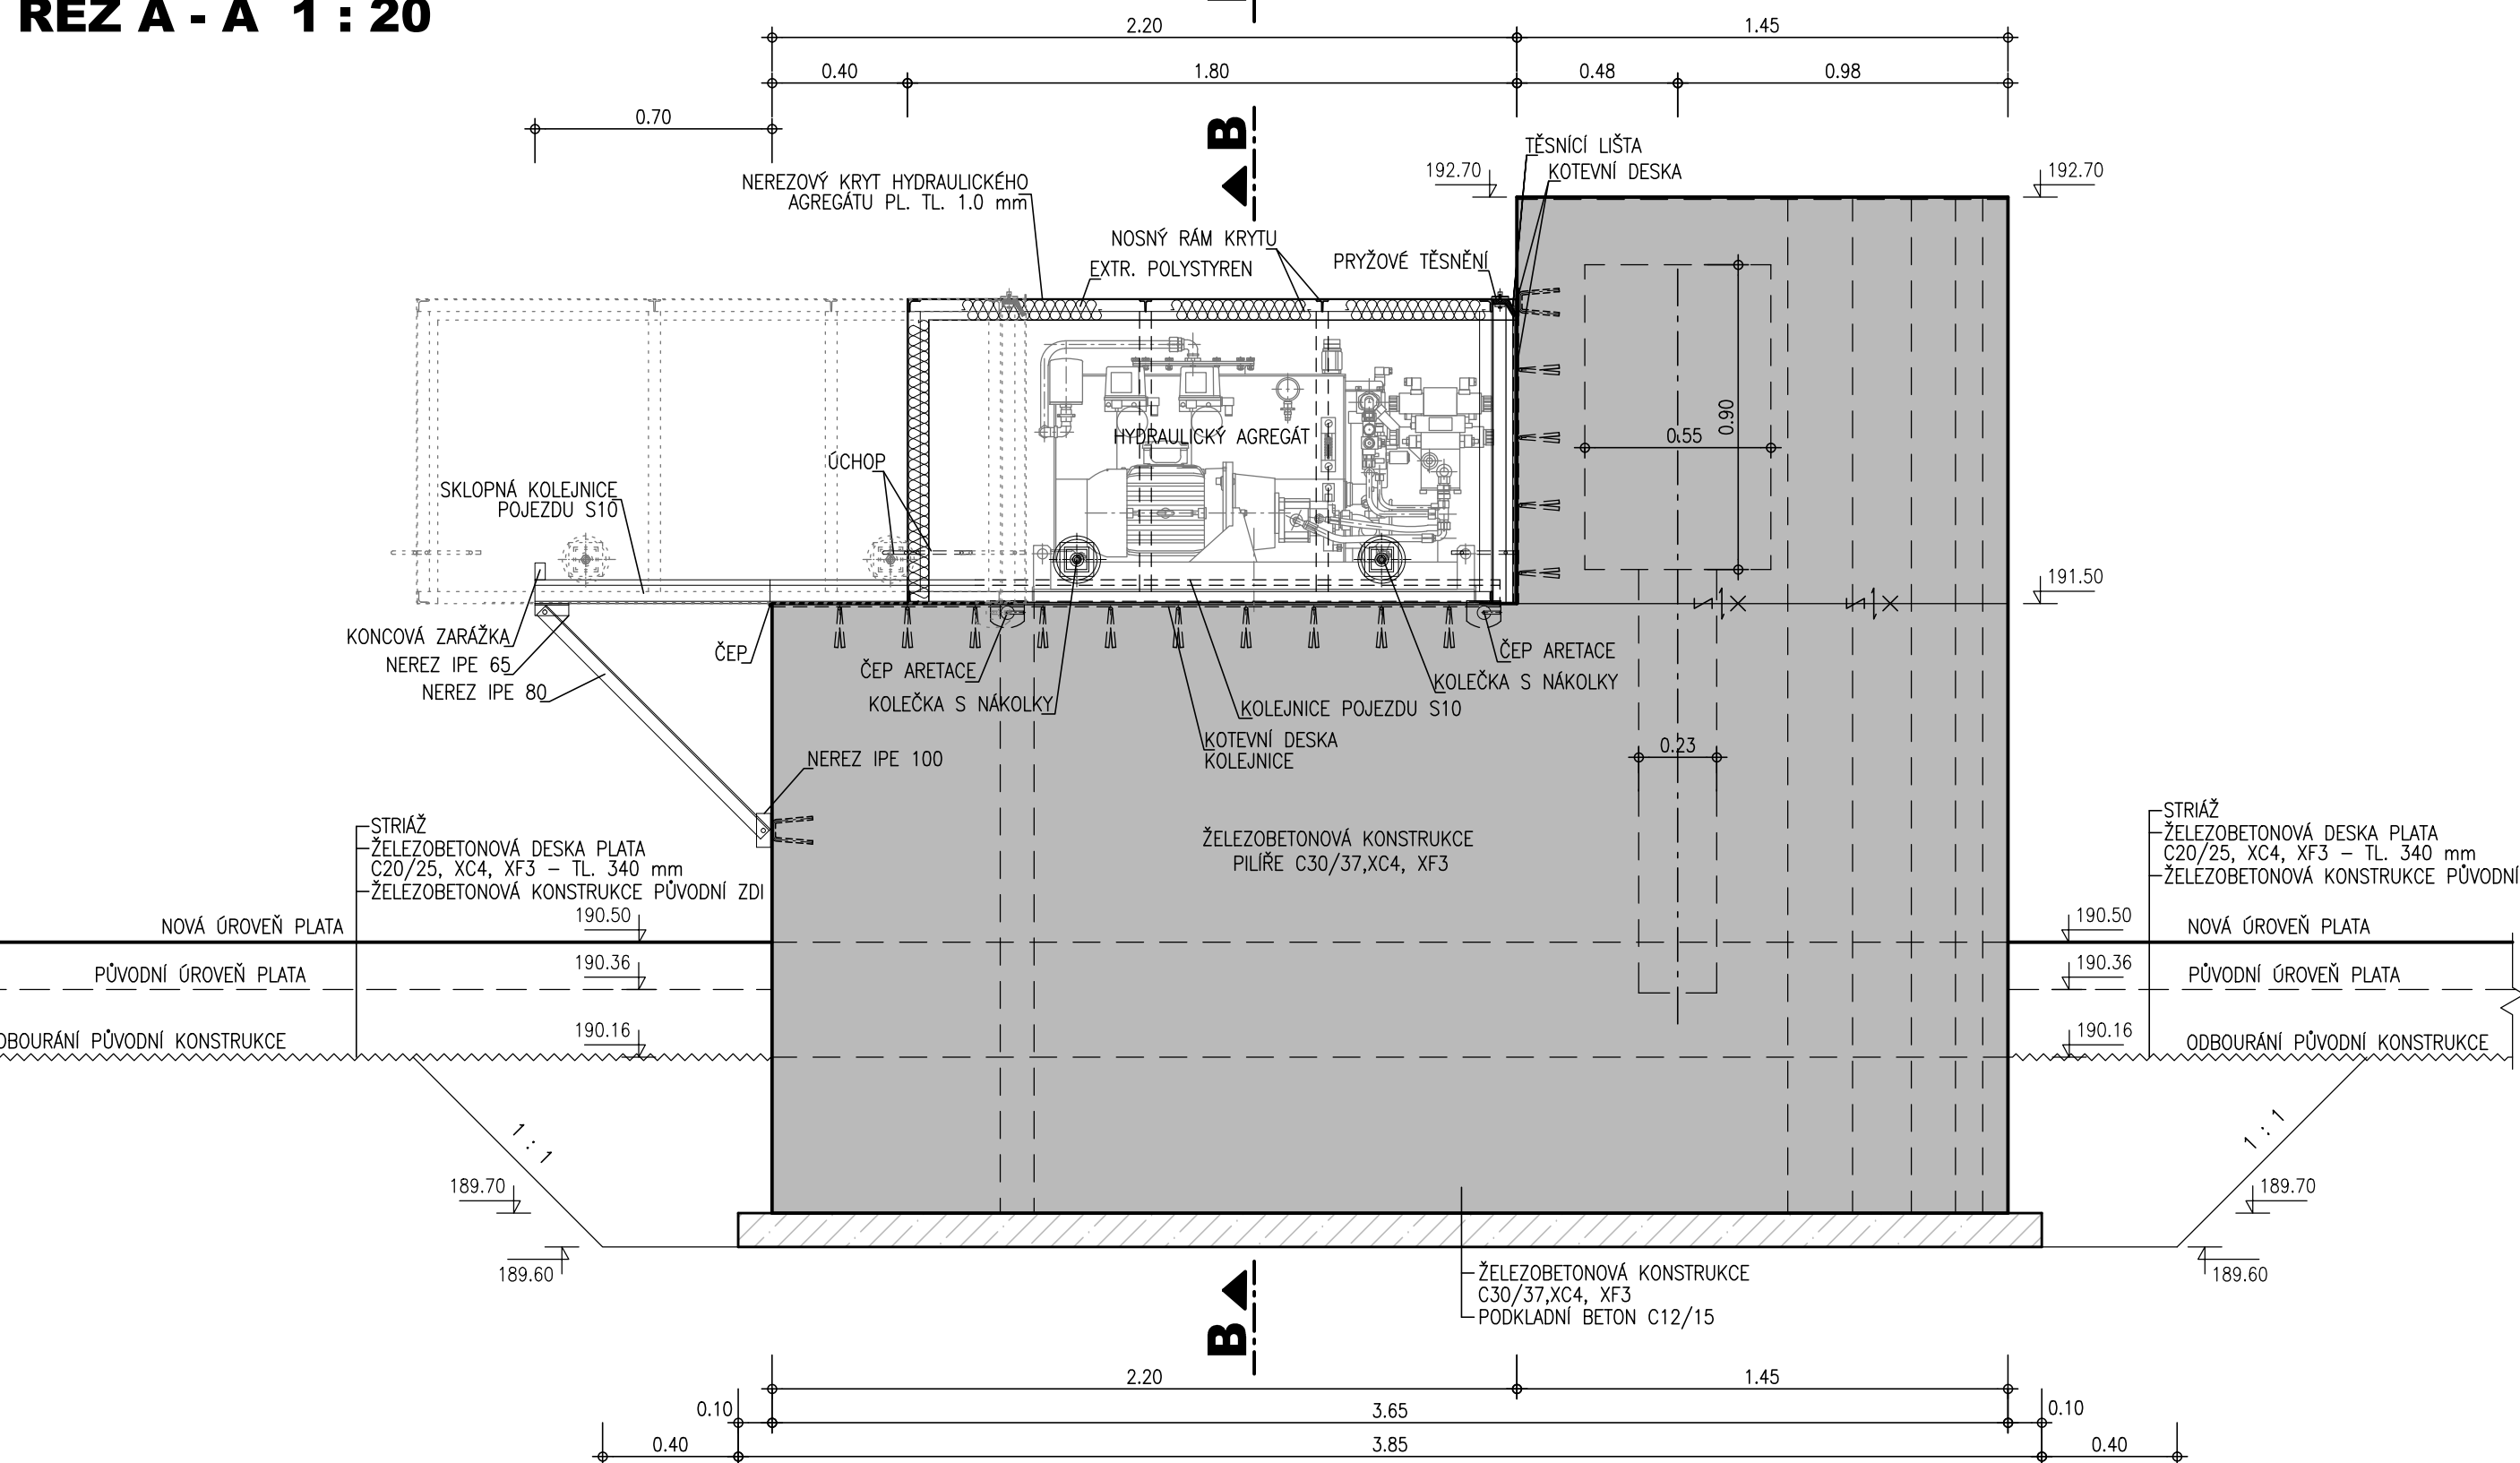 ŘEZ A - A 1 : 20
2.20
1.45
0.40
1.80
0.48
0.98
0.70
B
TĚSNÍCÍ LIŠTA
KOTEVNÍ DESKA
192.70
192.70
NEREZOVÝ KRYT HYDRAULICKÉHO
AGREGÁTU PL. TL. 1.0 mm
NOSNÝ RÁM KRYTU
EXTR. POLYSTYREN
PRYŽOVÉ TĚSNĚNÍ
HYDRAULICKÝ AGREGÁT
0.55
0.90
ÚCHOP
SKLOPNÁ KOLEJNICE
POJEZDU S10
191.50
KONCOVÁ ZARÁŽKA
NEREZ IPE 65
NEREZ IPE 80
ČEP
ČEP ARETACE
KOLEČKA S NÁKOLKY
ČEP ARETACE
KOLEČKA S NÁKOLKY
KOLEJNICE POJEZDU S10
KOTEVNÍ DESKA
KOLEJNICE
NEREZ IPE 100
0.23
STRIÁŽ
ŽELEZOBETONOVÁ DESKA PLATA
C20/25, XC4, XF3 – TL. 340 mm
ŽELEZOBETONOVÁ KONSTRUKCE PŮVODNÍ ZDI
ŽELEZOBETONOVÁ KONSTRUKCE
PILÍŘE C30/37,XC4, XF3
STRIÁŽ
ŽELEZOBETONOVÁ DESKA PLATA
C20/25, XC4, XF3 – TL. 340 mm
ŽELEZOBETONOVÁ KONSTRUKCE PŮVODNÍ
NOVÁ ÚROVEŇ PLATA
190.50
190.50
NOVÁ ÚROVEŇ PLATA
PŮVODNÍ ÚROVEŇ PLATA
190.36
190.36
PŮVODNÍ ÚROVEŇ PLATA
ODBOURÁNÍ PŮVODNÍ KONSTRUKCE
190.16
190.16
ODBOURÁNÍ PŮVODNÍ KONSTRUKCE
1 : 1
1 : 1
189.70
189.70
189.60
189.60
ŽELEZOBETONOVÁ KONSTRUKCE
C30/37,XC4, XF3
PODKLADNÍ BETON C12/15
B
2.20
1.45
0.10
3.65
0.10
0.40
3.85
0.40